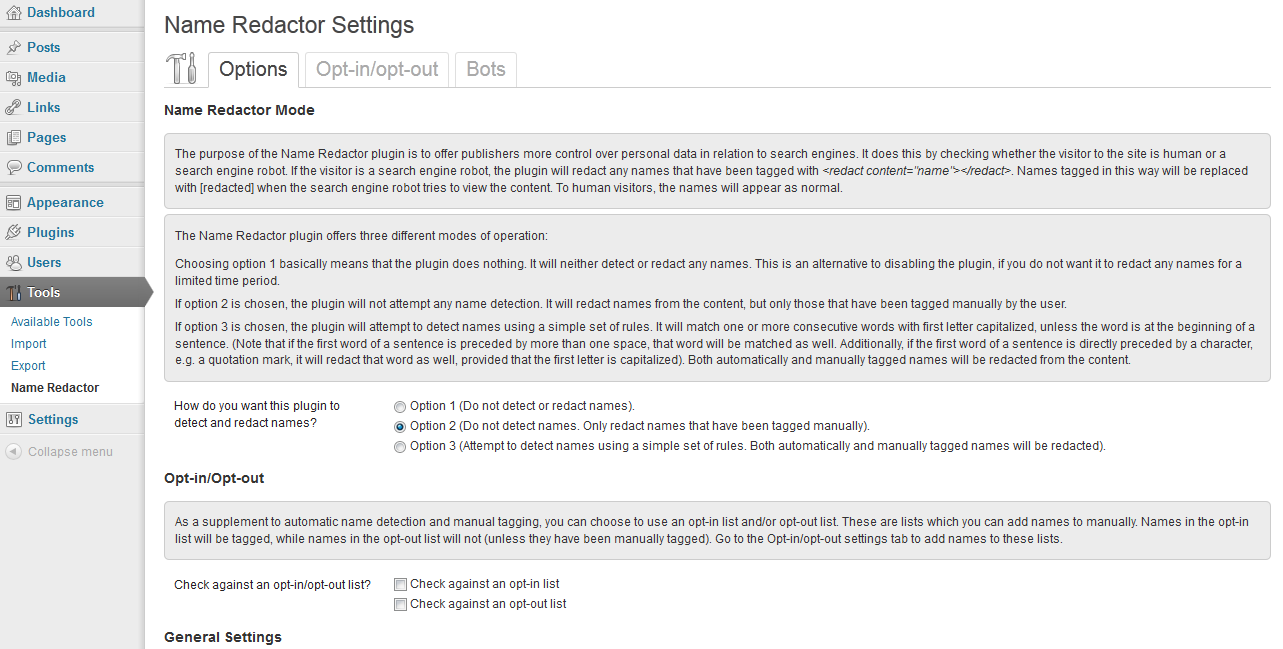 Dashboard
Posts
Media
Links
Pages
Comments
Appearance
Plugins
Users
Tools
Available Tools
Import
Export
Name Redactor
Settings
Collapse menu
Name Redactor Settings
Options
Opt-in/opt-out
Bots
Name Redactor Mode
The purpose of the Name Redactor plugin is to offer publishers more control over personal data in relation to search engines. It does this by checking whether the visitor to the site is human or a
search engine robot. If the visitor is a search engine robot, the plugin will redact any names that have been tagged with <redact content="name"></redact>. Names tagged in this way will be replaced
with [redacted] when the search engine robot tries to view the content. To human visitors, the names will appear as normal.
The Name Redactor plugin offers three different modes of operation:
Choosing option 1 basically means that the plugin does nothing. It will neither detect or redact any names. This is an alternative to disabling the plugin, if you do not want it to redact any names for a
limited time period.
If option 2 is chosen, the plugin will not attempt any name detection. It will redact names from the content, but only those that have been tagged manually by the user.
If option 3 is chosen, the plugin will attempt to detect names using a simple set of rules. It will match one or more consecutive words with first letter capitalized, unless the word is at the beginning of a
sentence. (Note that if the first word of a sentence is preceded by more than one space, that word will be matched as well. Additionally, if the first word of a sentence is directly preceded by a character,
e.g. a quotation mark, it will redact that word as well, provided that the first letter is capitalized). Both automatically and manually tagged names will be redacted from the content.
How do you want this plugin to
detect and redact names?
Option 1 (Do not detect or redact names).
Option 2 (Do not detect names. Only redact names that have been tagged manually).
Option 3 (Attempt to detect names using a simple set of rules. Both automatically and manually tagged names will be redacted).
Opt-in/Opt-out
As a supplement to automatic name detection and manual tagging, you can choose to use an opt-in list and/or opt-out list. These are lists which you can add names to manually. Names in the opt-in
list will be tagged, while names in the opt-out list will not (unless they have been manually tagged). Go to the Opt-in/opt-out settings tab to add names to these lists.
Check against an opt-in/opt-out list?
Check against an opt-in list
Check against an opt-out list
General Settings